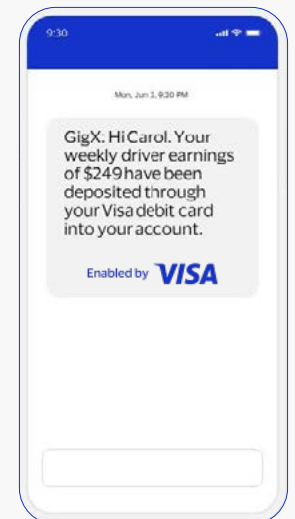 9:30
Mon, Jun 1, 9:30 PM
GigX: Hi Carol. Your
weekly driver earnings
of $249 have been
deposited through
your Visa debit card
into your account.
Enabled by VISA